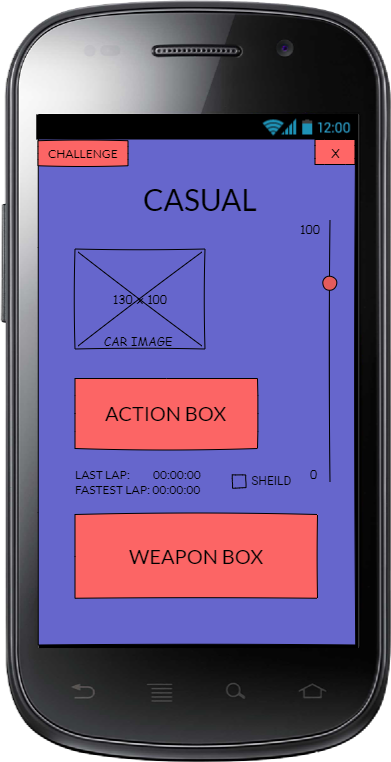 12:00
CHALLENGE
X
CASUAL
100
130 x 100
CAR IMAGE
ACTION BOX
LAST LAP: 00:00:00
FASTEST LAP: 00:00:00
SHEILD
0
WEAPON BOX